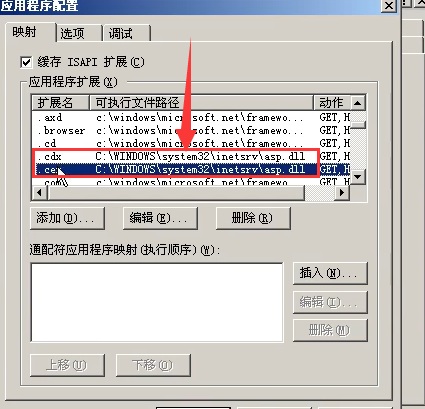 应用程序配置
映射 选项 调试
缓存 ISAPI 扩展(C)
应用程序扩展(X)
扩展名 可执行文件路径 动作
.axd c:\windows\microsoft.net\framewo... GET,H
.browser c:\windows\microsoft.net\framewo... GET,H
.cd c:\windows\microsoft.net\framewo... GET,H
.cdx C:\WINDOWS\system32\inetsrv\asp.dll GET,H
.cer C:\WINDOWS\system32\inetsrv\asp.dll GET,H
添加(D)... 编辑(E)... 删除(R)
通配符应用程序映射(执行顺序)(W):
插入(N)...
编辑(I)...
删除(M)
上移(U) 下移(O)